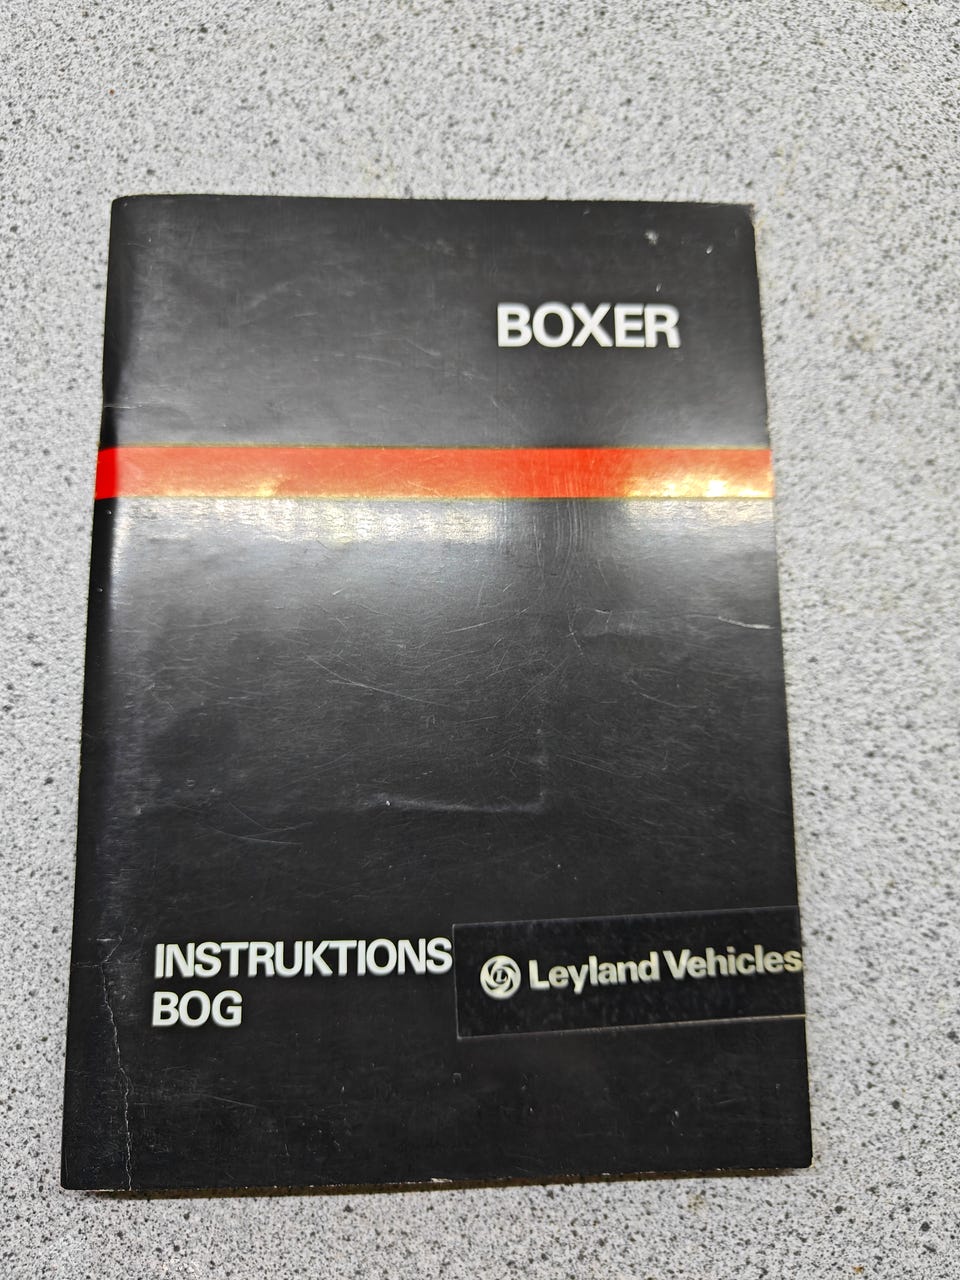 BOXER
INSTRUKTIONS
BOG
L Leyland Vehicles